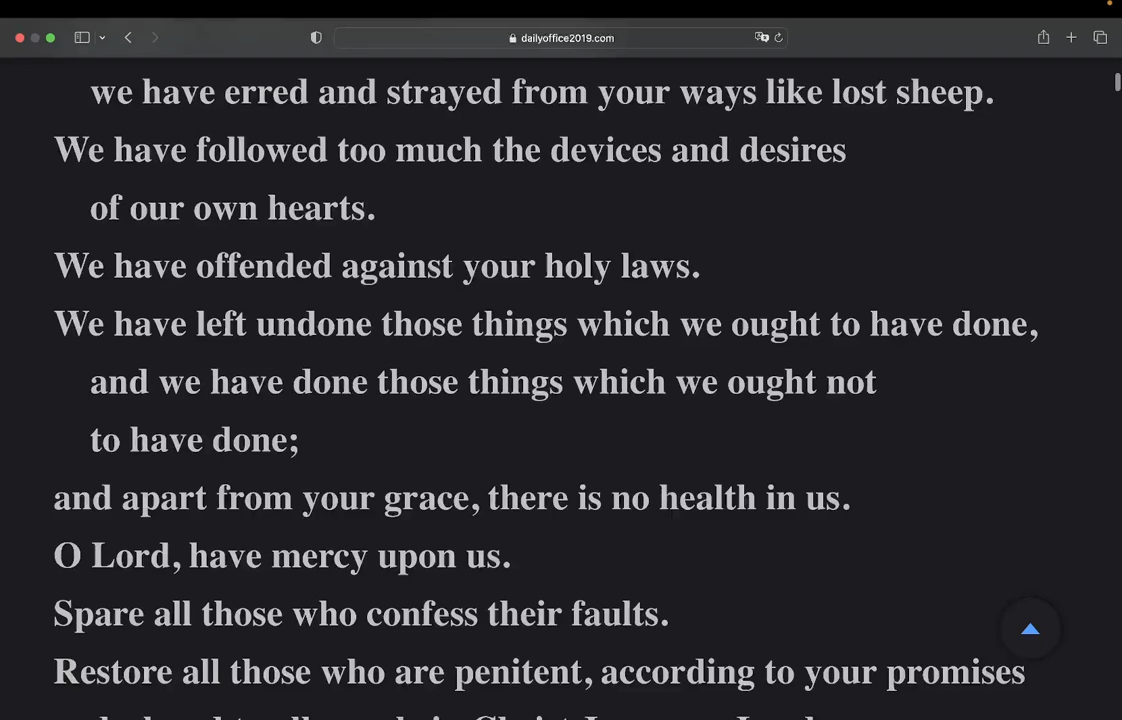 dailyoffice2019.com
we have erred and strayed from your ways like lost sheep.
We have followed too much the devices and desires
of our own hearts.
We have offended against your holy laws.
We have left undone those things which we ought to have done,
and we have done those things which we ought not
to have done;
and apart from your grace, there is no health in us.
O Lord, have mercy upon us.
Spare all those who confess their faults.
Restore all those who are penitent, according to your promises